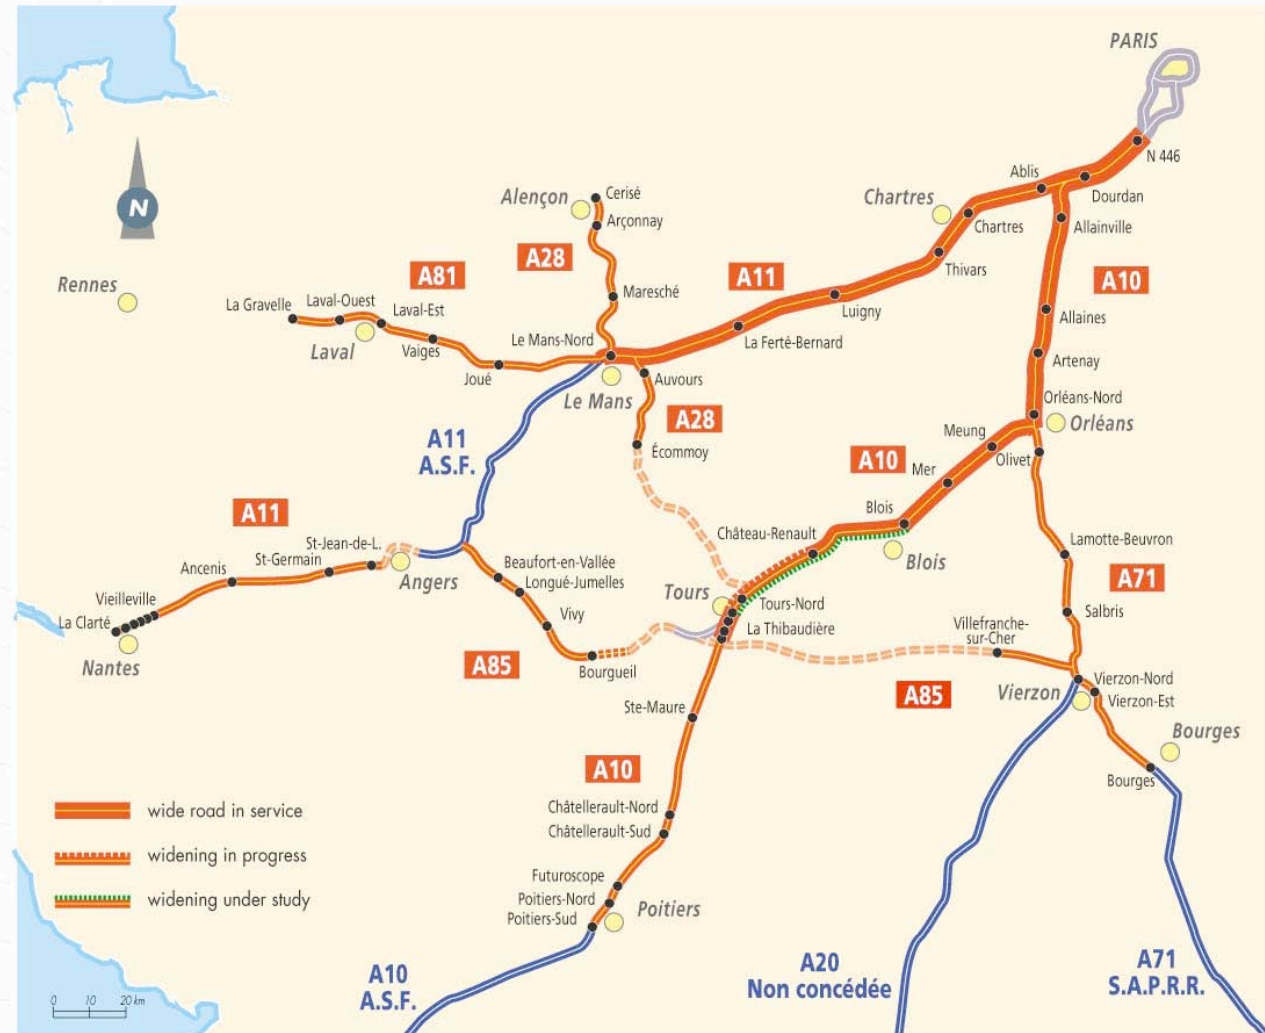 PARIS
N 446
Ablis
Dourdan
Alençon
Cerisé
Chartres
Arçonnay
Chartres
Allainville
N
A28
Thivars
A81
A11
A10
Rennes
Maresché
La Gravelle
Laval-Ouest
Laval-Est
Luigny
Allaines
Laval
Vaiges
Le Mans-Nord
La Ferté-Bernard
Artenay
Joué
Auvours
Le Mans
Orléans-Nord
A28
Orléans
A11
A.S.F.
Écommoy
Meung
Olivet
A10
Mer
Blois
A11
Château-Renault
St-Jean-de-L.
St-Germain
Lamotte-Beuvron
Ancenis
Angers
Beaufort-en-Vallée
Longué-Jumelles
Blois
A71
Vieilleville
Tours
Tours-Nord
Salbris
La Clarté
Vivy
La Thibaudière
Villefranche-
sur-Cher
Nantes
A85
Bourgueil
Vierzon-Nord
Vierzon
Vierzon-Est
A85
Ste-Maure
Bourges
A10
Bourges
wide road in service
Châtellerault-Nord
Châtellerault-Sud
widening in progress
Futuroscope
widening under study
Poitiers-Nord
Poitiers-Sud
Poitiers
A10
A.S.F.
A20
Non concédée
A71
S.A.P.R.R.
0 10 20 km